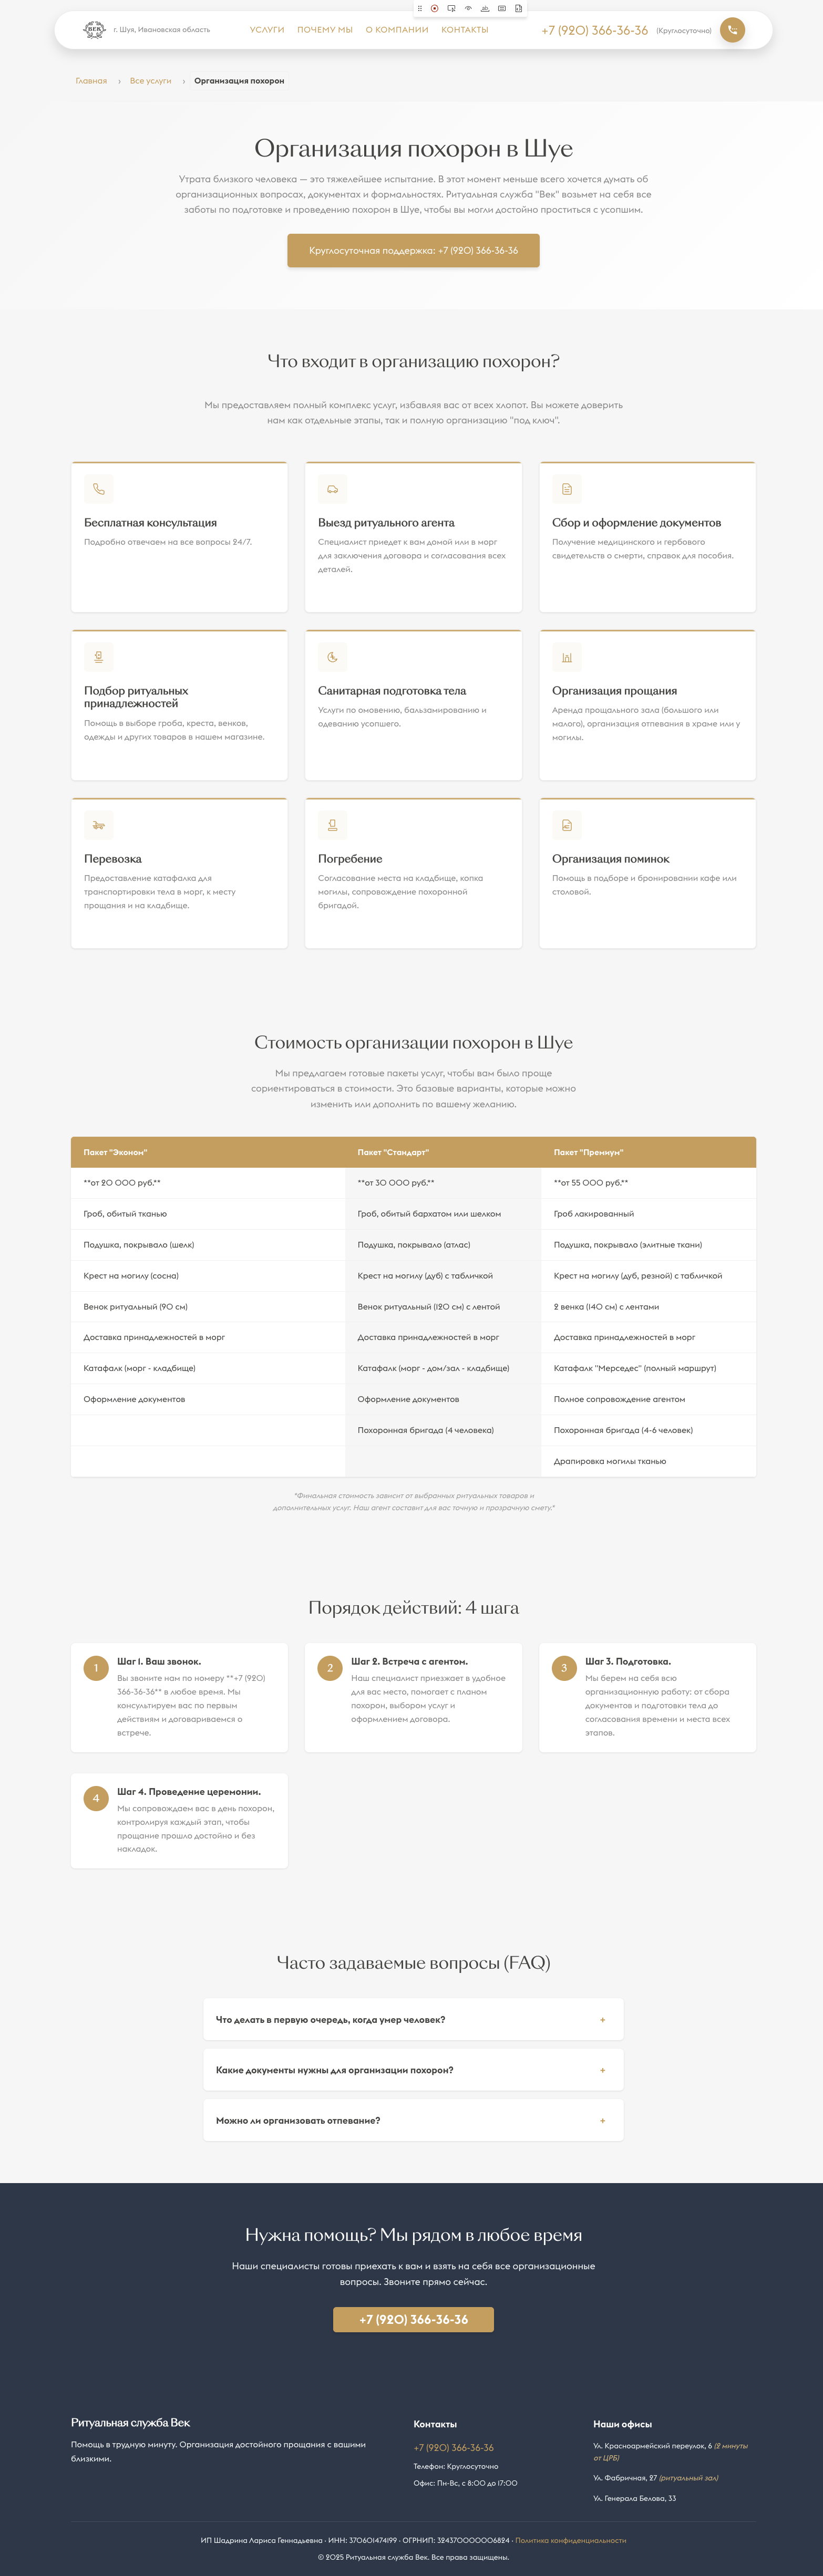 ВЕК
г. Шуя, Ивановская область
УСЛУГИ ПОЧЕМУ МЫ О КОМПАНИИ КОНТАКТЫ
+7 (920) 366-36-36 (Круглосуточно)
Главная › Все услуги › Организация похорон
Организация похорон в Шуе
Утрата близкого человека — это тяжелейшее испытание. В этот момент меньше всего хочется думать об
организационных вопросах, документах и формальностях. Ритуальная служба "Век" возьмет на себя все
заботы по подготовке и проведению похорон в Шуе, чтобы вы могли достойно проститься с усопшим.
Круглосуточная поддержка: +7 (920) 366-36-36
Что входит в организацию похорон?
Мы предоставляем полный комплекс услуг, избавляя вас от всех хлопот. Вы можете доверить
нам как отдельные этапы, так и полную организацию "под ключ".
Бесплатная консультация
Подробно отвечаем на все вопросы 24/7.
Выезд ритуального агента
Специалист приедет к вам домой или в морг
для заключения договора и согласования всех
деталей.
Сбор и оформление документов
Получение медицинского и гербового
свидетельств о смерти, справок для пособия.
Подбор ритуальных
принадлежностей
Помощь в выборе гроба, креста, венков,
одежды и других товаров в нашем магазине.
Санитарная подготовка тела
Услуги по омовению, бальзамированию и
одеванию усопшего.
Организация прощания
Аренда прощального зала (большого или
малого), организация отпевания в храме или у
могилы.
Перевозка
Предоставление катафалка для
транспортировки тела в морг, к месту
прощания и на кладбище.
Погребение
Согласование места на кладбище, копка
могилы, сопровождение похоронной
бригадой.
Организация поминок
Помощь в подборе и бронировании кафе или
столовой.
Стоимость организации похорон в Шуе
Мы предлагаем готовые пакеты услуг, чтобы вам было проще
сориентироваться в стоимости. Это базовые варианты, которые можно
изменить или дополнить по вашему желанию.
Пакет "Эконом" Пакет "Стандарт" Пакет "Премиум"
**от 20 000 руб.** **от 30 000 руб.** **от 55 000 руб.**
Гроб, обитый тканью Гроб, обитый бархатом или шелком Гроб лакированный
Подушка, покрывало (шелк) Подушка, покрывало (атлас) Подушка, покрывало (элитные ткани)
Крест на могилу (сосна) Крест на могилу (дуб) с табличкой Крест на могилу (дуб, резной) с табличкой
Венок ритуальный (90 см) Венок ритуальный (120 см) с лентой 2 венка (140 см) с лентами
Доставка принадлежностей в морг Доставка принадлежностей в морг Доставка принадлежностей в морг
Катафалк (морг - кладбище) Катафалк (морг - дом/зал - кладбище) Катафалк "Мерседес" (полный маршрут)
Оформление документов Оформление документов Полное сопровождение агентом
Похоронная бригада (4 человека) Похоронная бригада (4-6 человек)
Драпировка могилы тканью
*Финальная стоимость зависит от выбранных ритуальных товаров и
дополнительных услуг. Наш агент составит для вас точную и прозрачную смету.*
Порядок действий: 4 шага
1
Шаг 1. Ваш звонок.
Вы звоните нам по номеру **+7 (920)
366-36-36** в любое время. Мы
консультируем вас по первым
действиям и договариваемся о
встрече.
2
Шаг 2. Встреча с агентом.
Наш специалист приезжает в удобное
для вас место, помогает с планом
похорон, выбором услуг и
оформлением договора.
3
Шаг 3. Подготовка.
Мы берем на себя всю
организационную работу: от сбора
документов и подготовки тела до
согласования времени и места всех
этапов.
4
Шаг 4. Проведение церемонии.
Мы сопровождаем вас в день похорон,
контролируя каждый этап, чтобы
прощание прошло достойно и без
накладок.
Часто задаваемые вопросы (FAQ)
Что делать в первую очередь, когда умер человек? +
Какие документы нужны для организации похорон? +
Можно ли организовать отпевание? +
Нужна помощь? Мы рядом в любое время
Наши специалисты готовы приехать к вам и взять на себя все организационные
вопросы. Звоните прямо сейчас.
+7 (920) 366-36-36
Ритуальная служба Век
Помощь в трудную минуту. Организация достойного прощания с вашими
близкими.
Контакты
+7 (920) 366-36-36
Телефон: Круглосуточно
Офис: Пн-Вс, с 8:00 до 17:00
Наши офисы
Ул. Красноармейский переулок, 6 (2 минуты
от ЦРБ)
Ул. Фабричная, 27 (ритуальный зал)
Ул. Генерала Белова, 33
ИП Шадрина Лариса Геннадьевна · ИНН: 370601474199 · ОГРНИП: 324370000006824 · Политика конфиденциальности
© 2025 Ритуальная служба Век. Все права защищены.